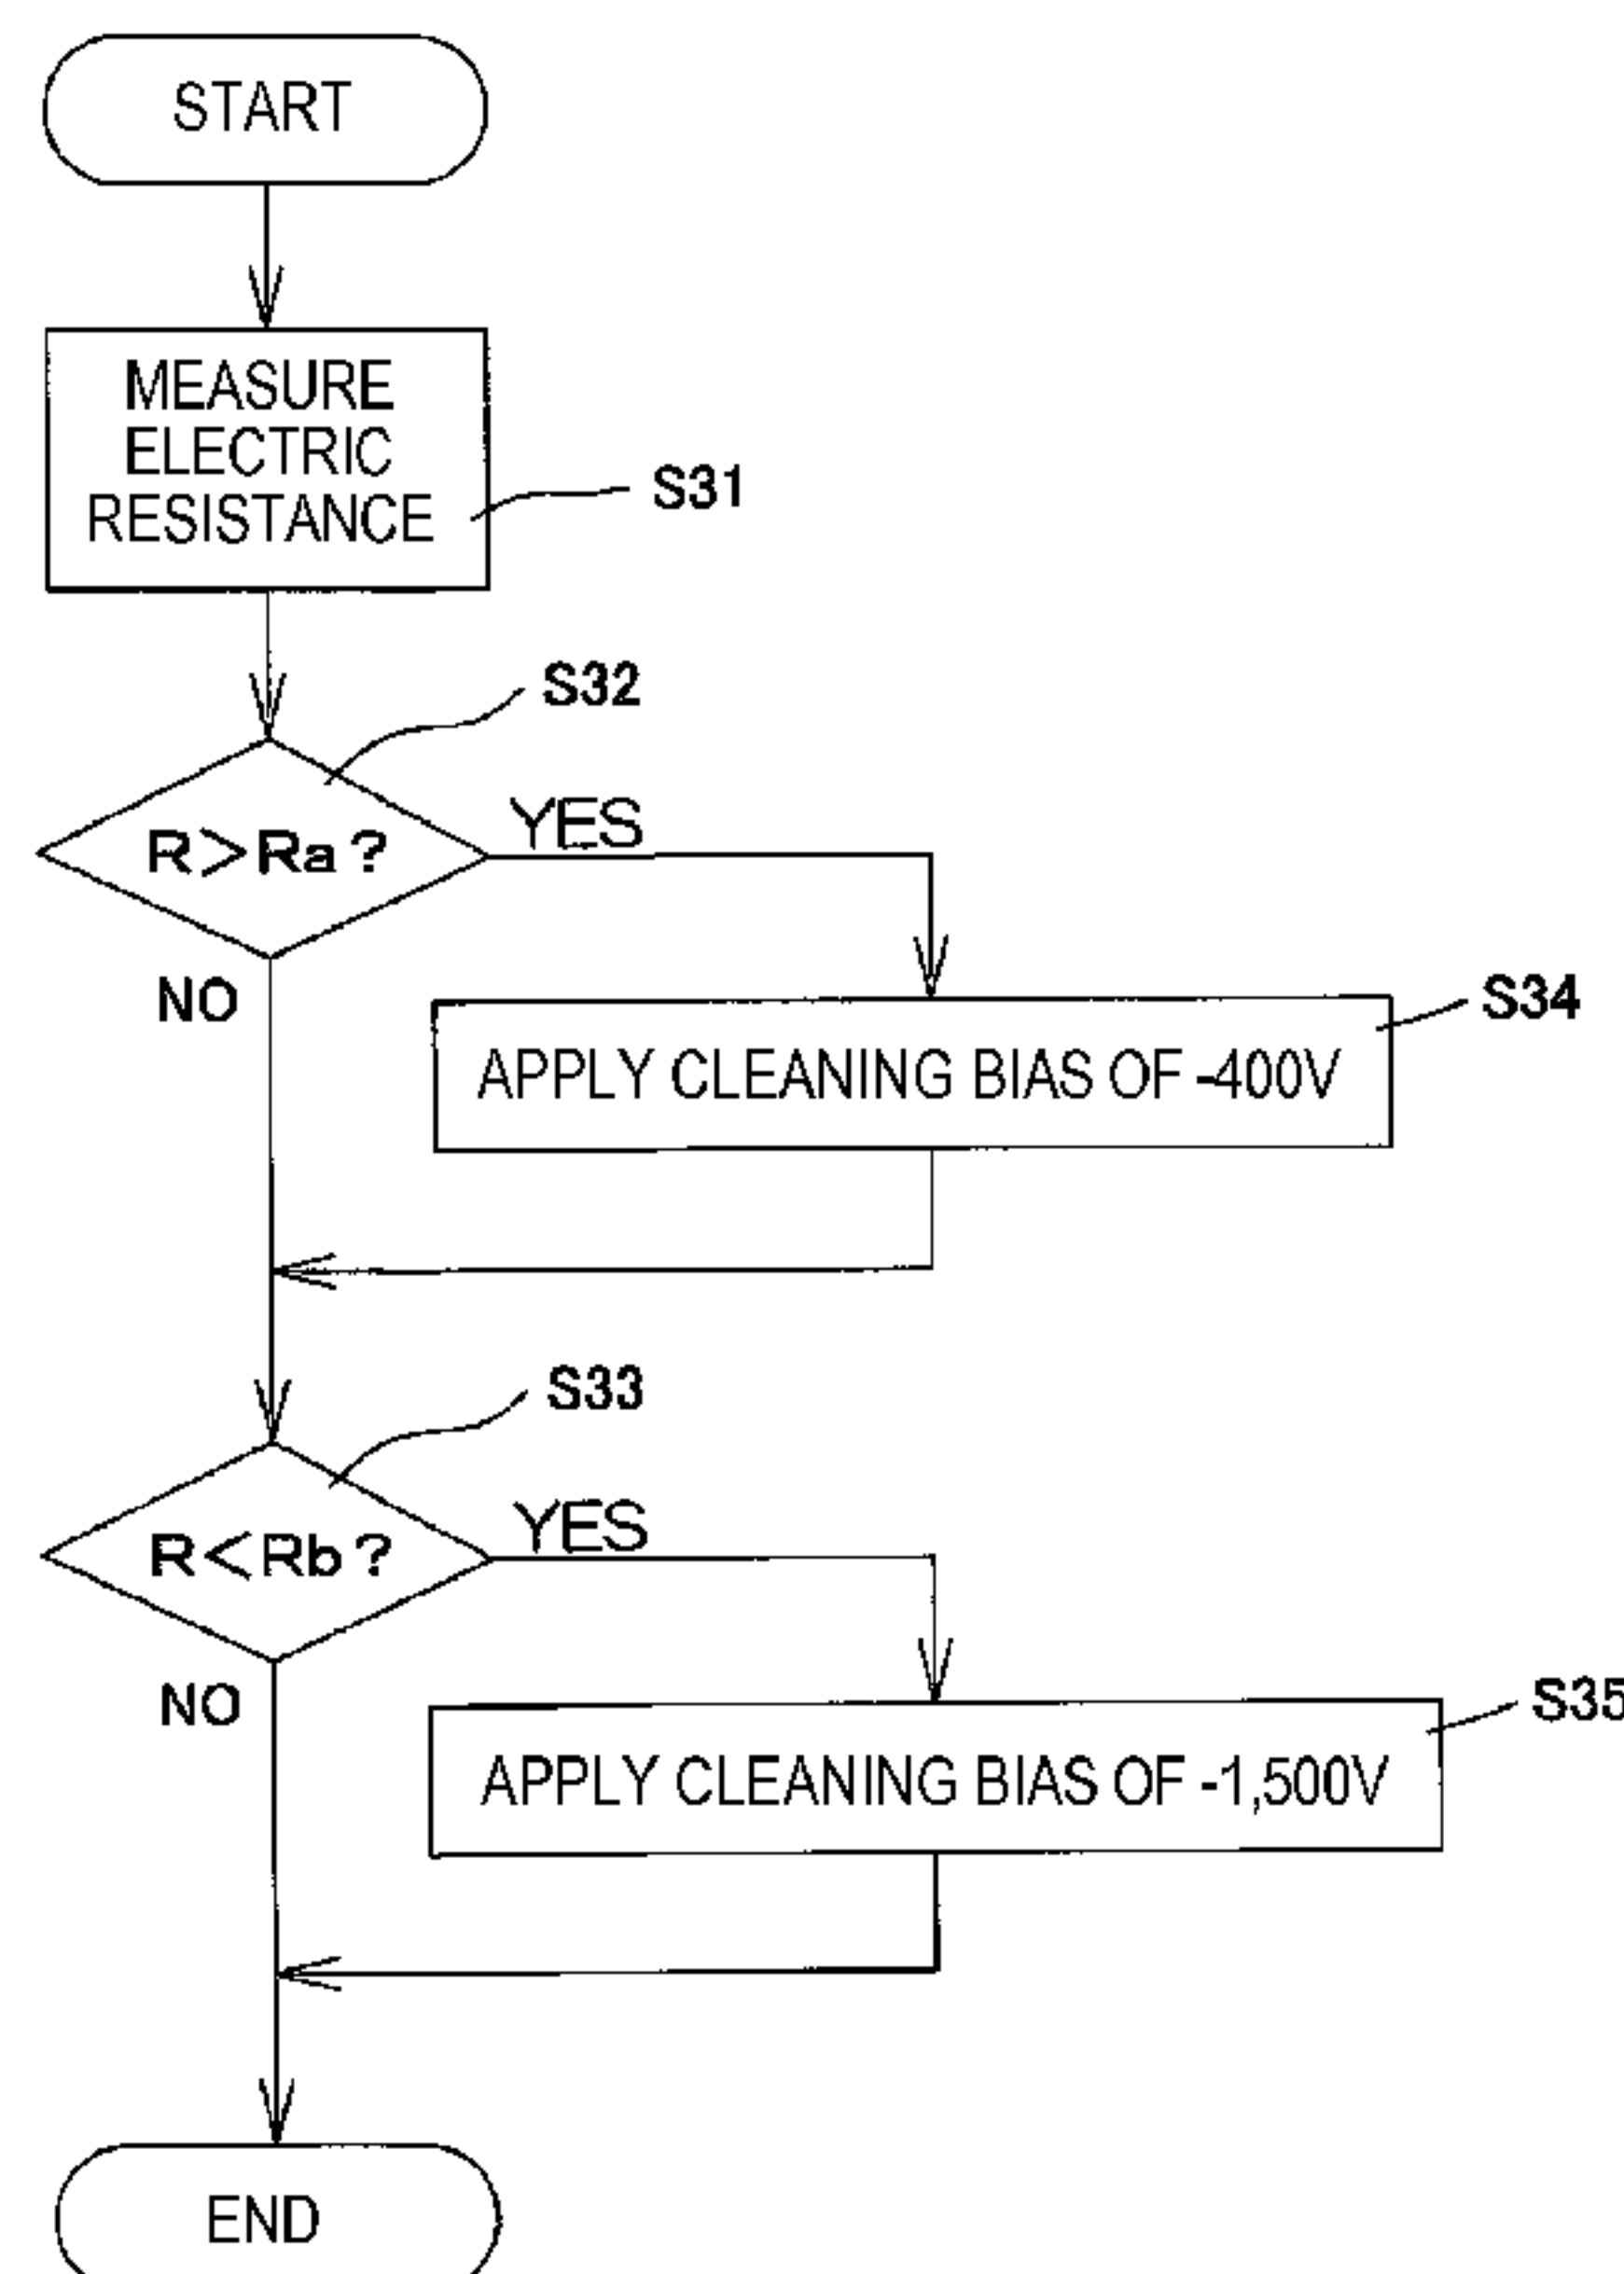 START
MEASURE
ELECTRIC
RESISTANCE
S31
S32
R>Ra?
YES
NO
S34
APPLY CLEANING BIAS OF -400V
S33
R<Rb?
YES
NO
S35
APPLY CLEANING BIAS OF -1,500V
END